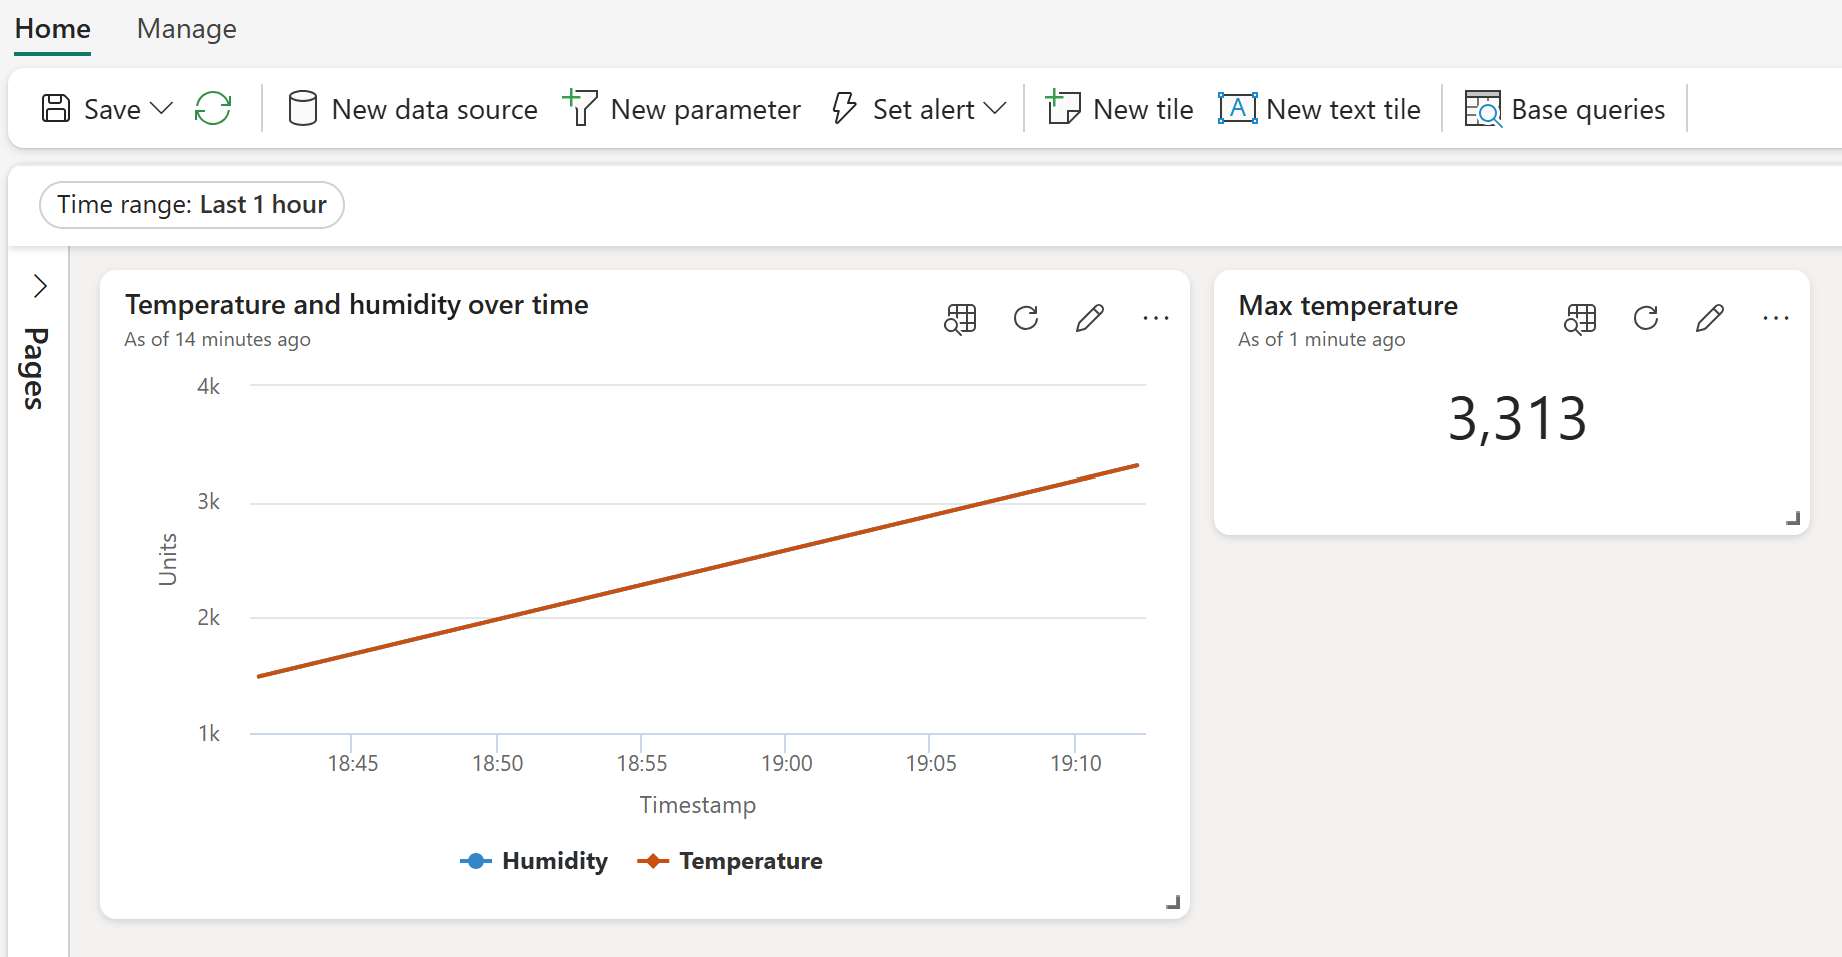 Home Manage
Save New data source New parameter Set alert New tile A New text tile Base queries
Time range: Last 1 hour
Pages
Temperature and humidity over time
As of 14 minutes ago
4k
3k
2k
1k
Units
18:45 18:50 18:55 19:00 19:05 19:10
Timestamp
Humidity Temperature
Max temperature
As of 1 minute ago
3,313